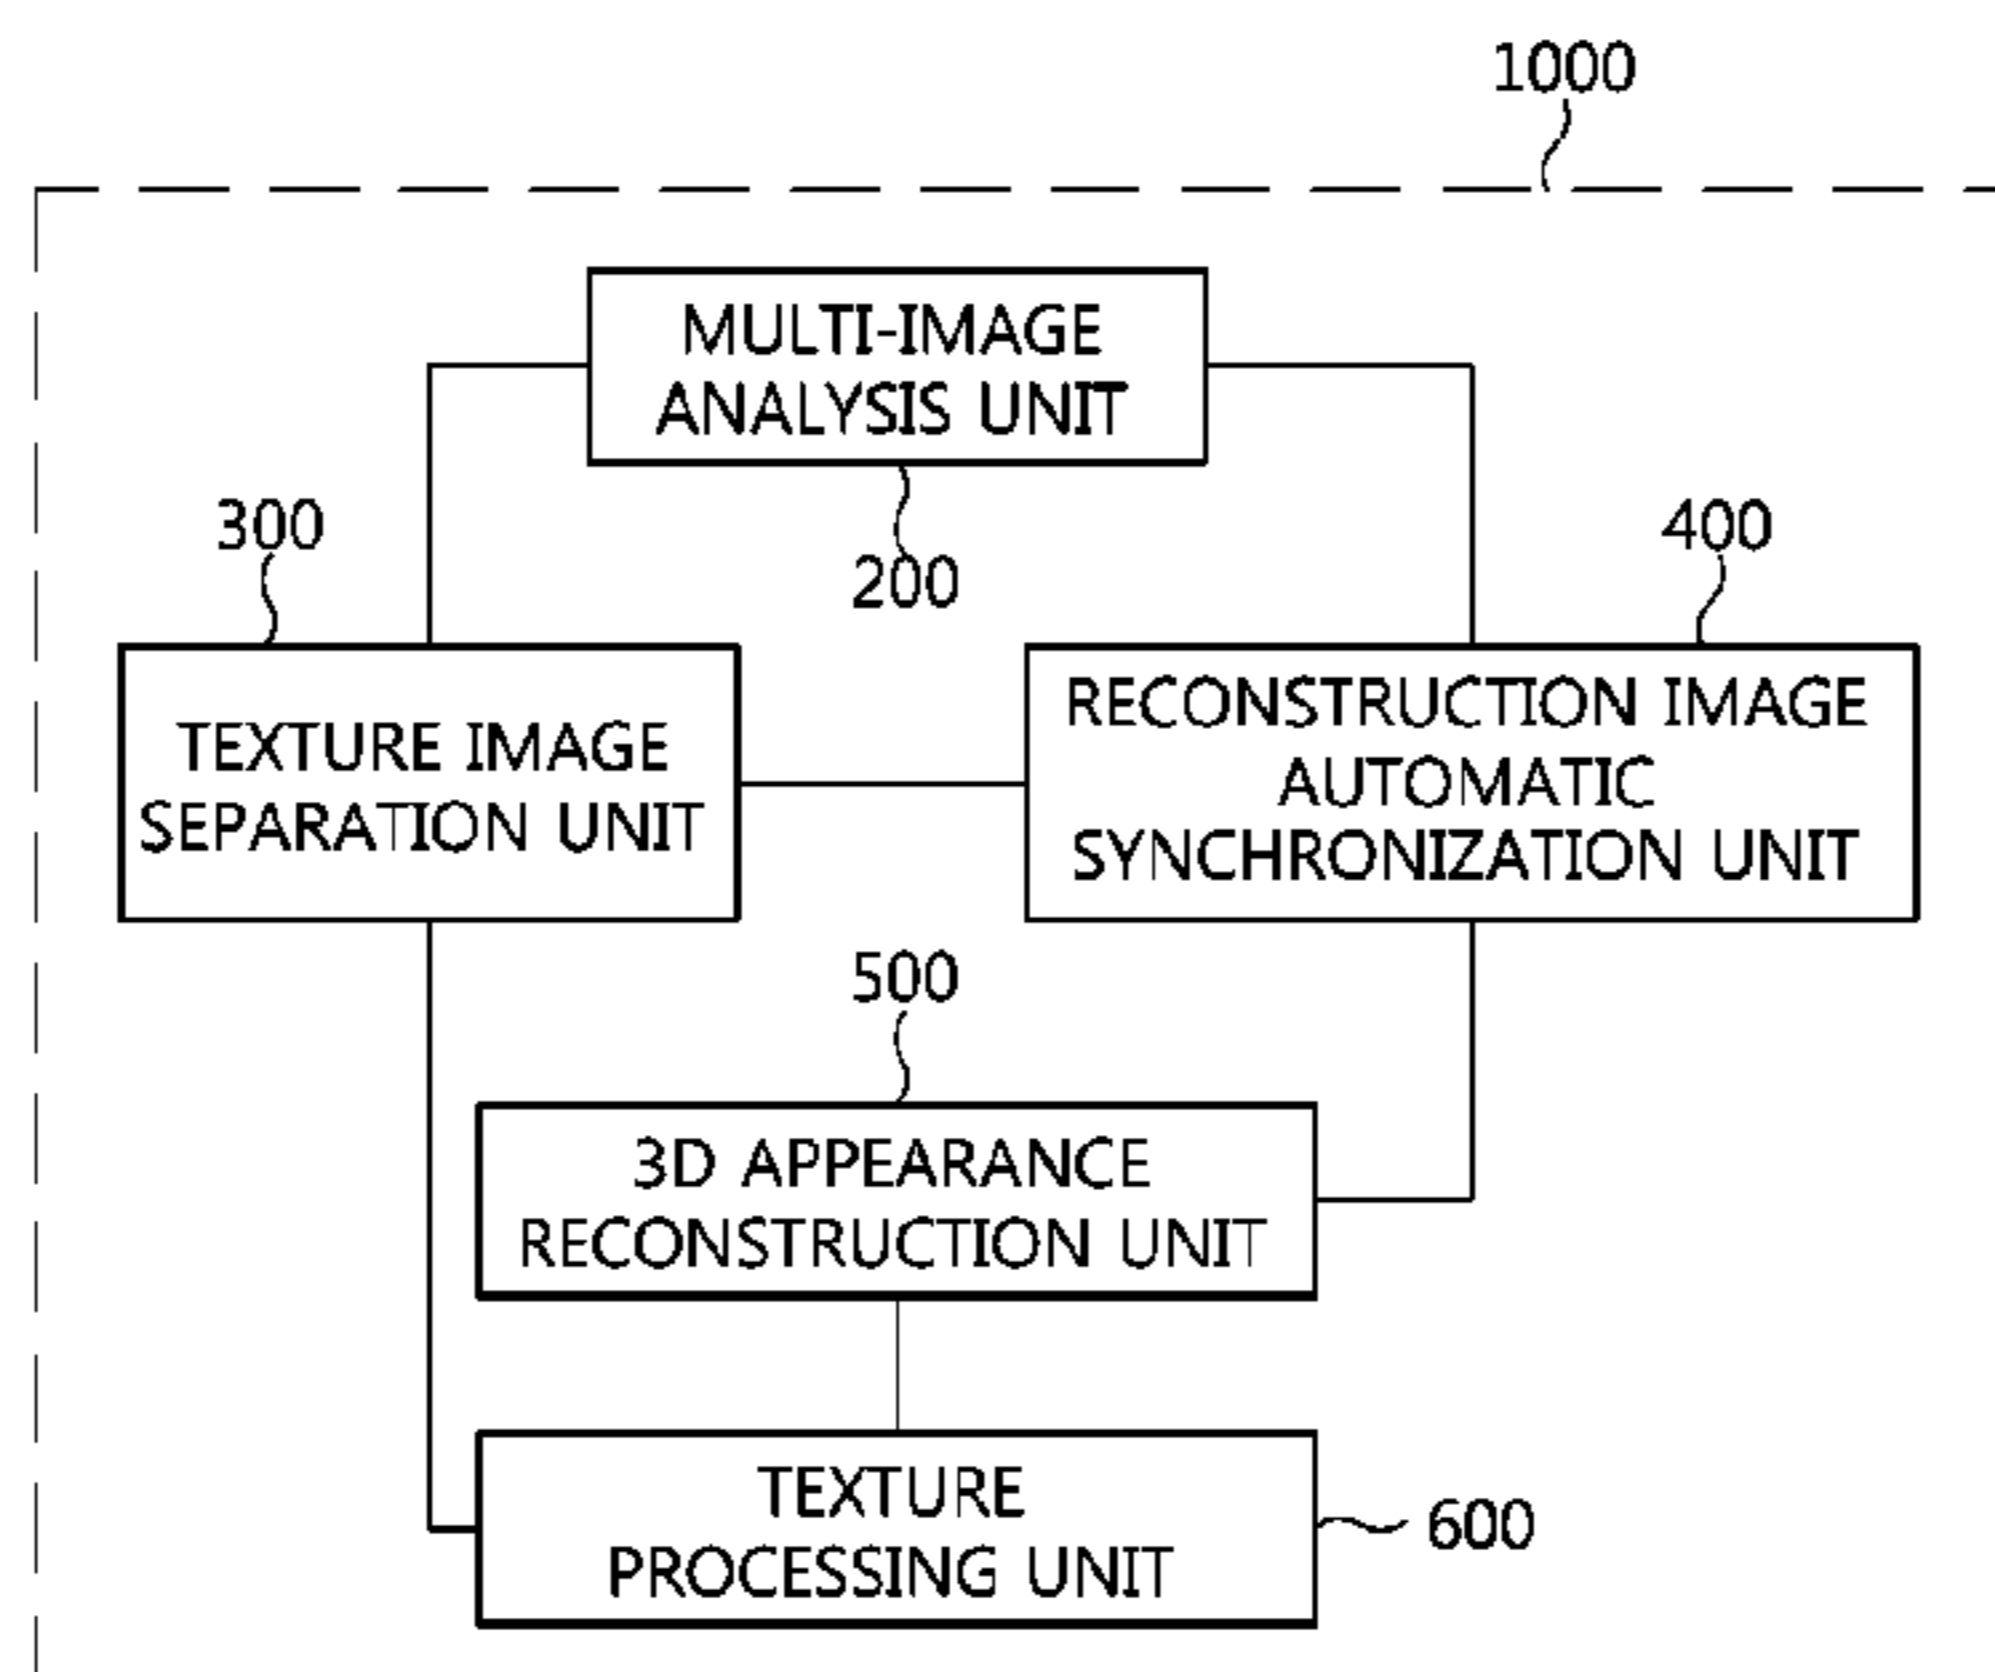 1000
MULTI-IMAGE
ANALYSIS UNIT
200
300
400
TEXTURE IMAGE
SEPARATION UNIT
RECONSTRUCTION IMAGE
AUTOMATIC
SYNCHRONIZATION UNIT
500
3D APPEARANCE
RECONSTRUCTION UNIT
TEXTURE
PROCESSING UNIT
600